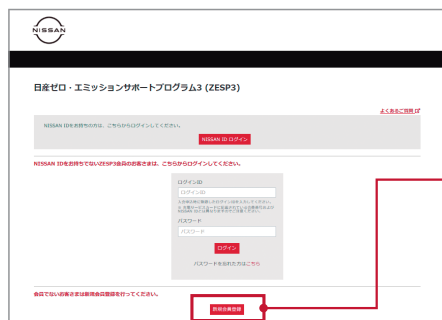 NISSAN
日産ゼロ・エミッションサポートプログラム3 (ZESP3)
よくあるご質問
NISSAN IDをお持ちの方は、こちらからログインしてください。
NISSAN ID ログイン
NISSAN IDをお持ちでないZESP3会員のお客さまは、こちらからログインしてください。
ログインID
ログインID
パスワード
パスワード
ログイン
パスワードを忘れた方はこちら
会員でないお客さまは新規会員登録を行ってください。
新規会員登録